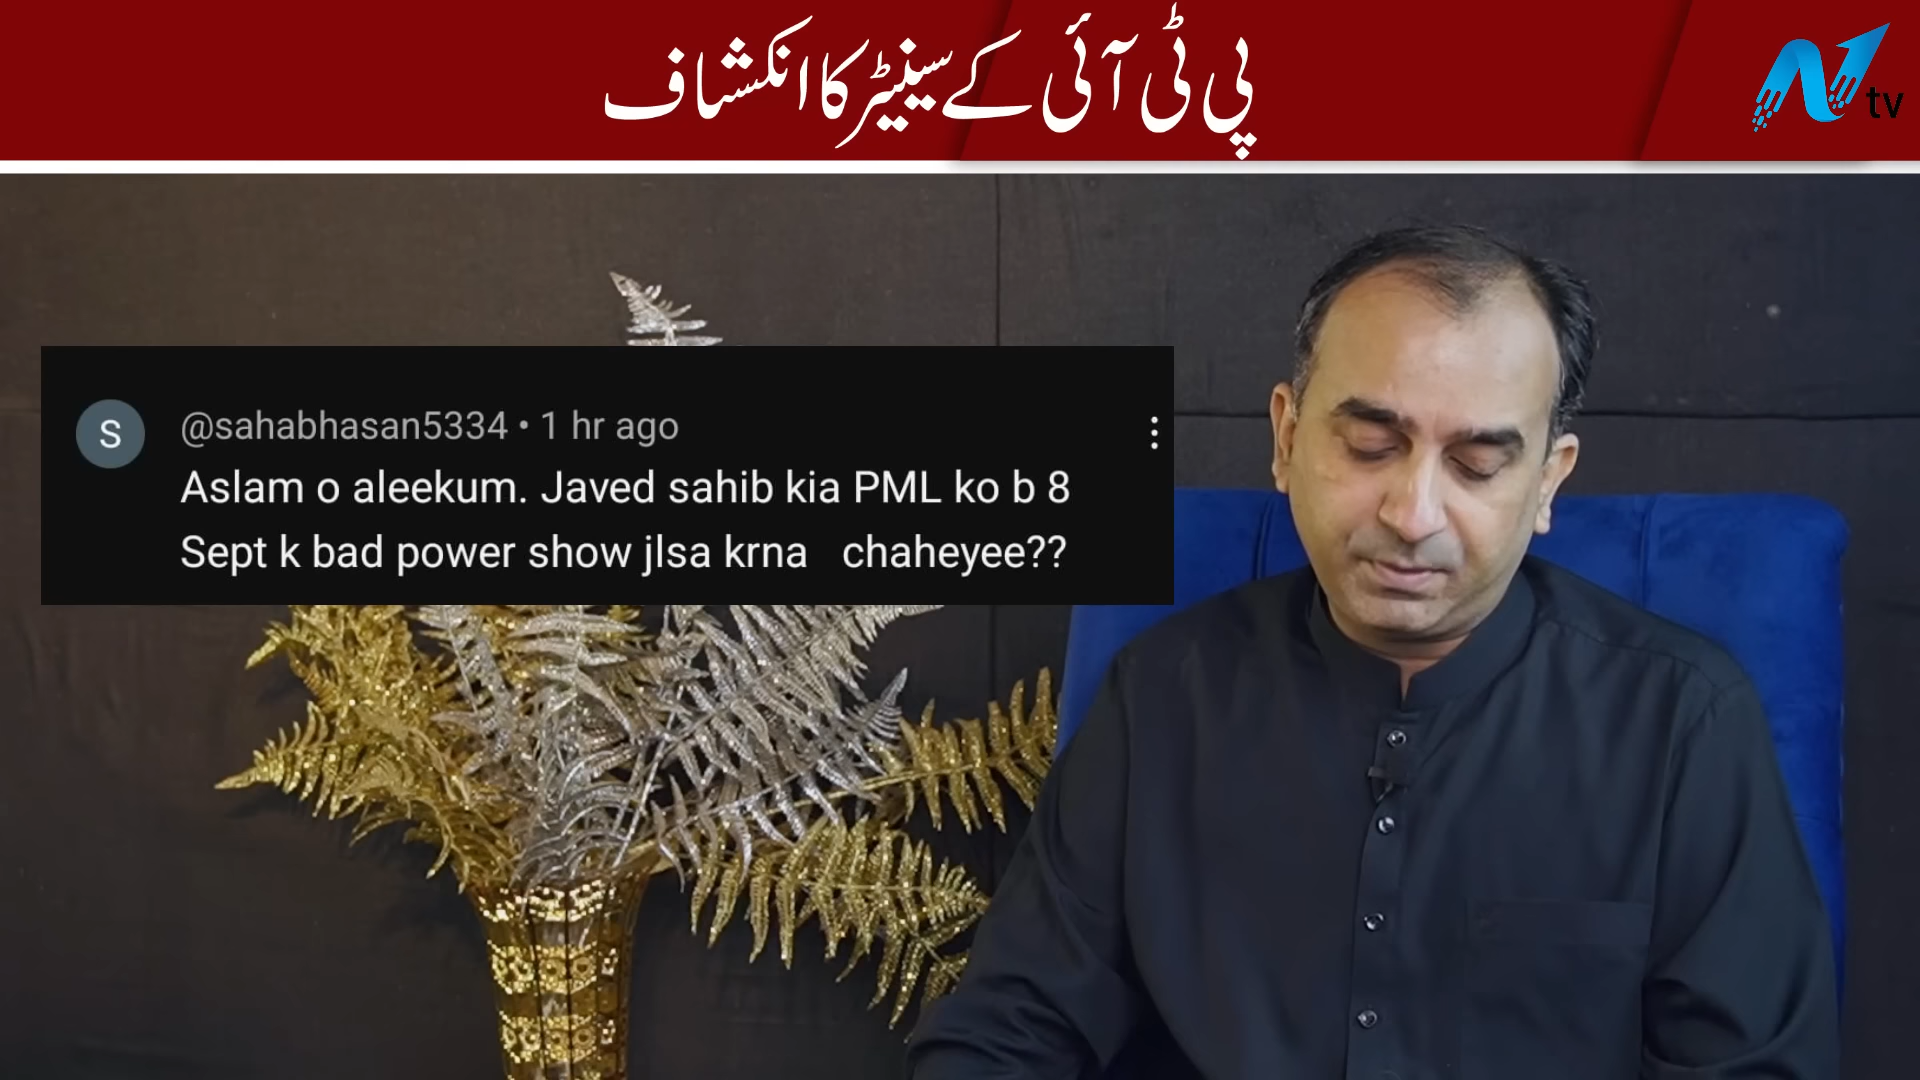 پی ٹی آئی کے سینیٹر کا انکشاف
N tv
S
@sahabhasan5334 • 1 hr ago
Aslam o aleekum. Javed sahib kia PML ko b 8
Sept k bad power show jlsa krna chaheyee??